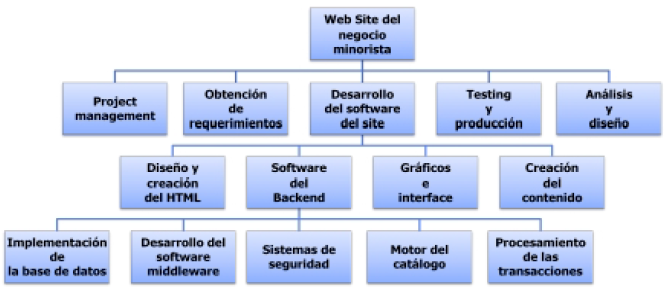 Web Site del
negocio
minorista
Project
management
Obtención
de
requerimientos
Desarrollo
del software
del site
Testing
y
producción
Análisis
y
diseño
Diseño y
creación
del HTML
Software
del
Backend
Gráficos
e
interface
Creación
del
contenido
Implementación
de
la base de datos
Desarrollo del
software
middleware
Sistemas de
seguridad
Motor del
catálogo
Procesamiento
de las
transacciones